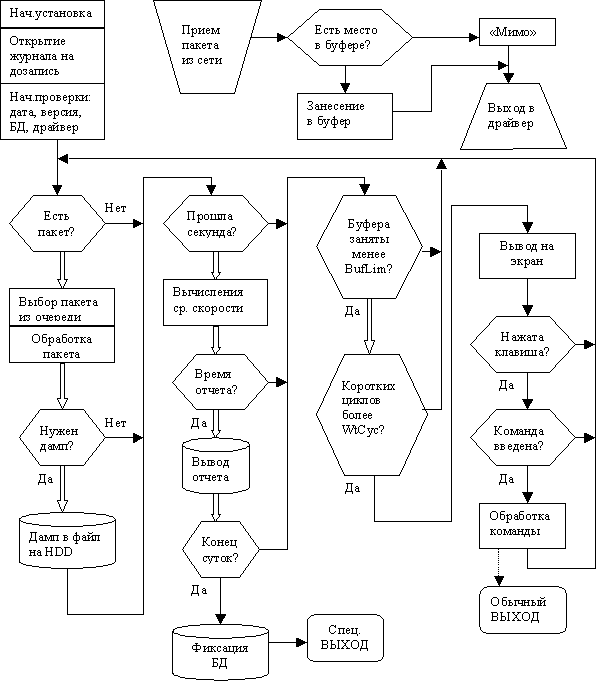 Нач.установка
Открытие
журнала на
дозапись
Нач.проверки:
дата, версия,
БД, драйвер
Прием
пакета
из сети
Есть место
в буфере?
«Мимо»
Занесение
в буфер
Выход в
драйвер
Есть
пакет?
Нет
Выбор пакета
из очереди
Обработка
пакета
Нужен
дамп?
Нет
Да
Дамп в файл
на HDD
Прошла
секунда?
Вычисления
ср. скорости
Время
отчета?
Да
Вывод
отчета
Конец
суток?
Да
Фиксация
БД
Спец.
ВЫХОД
Буфера
заняты
менее
BufLim?
Да
Коротких
циклов
более
WtCyc?
Да
Вывод на
экран
Нажата
клавиша?
Да
Команда
введена?
Да
Обработка
команды
Обычный
ВЫХОД